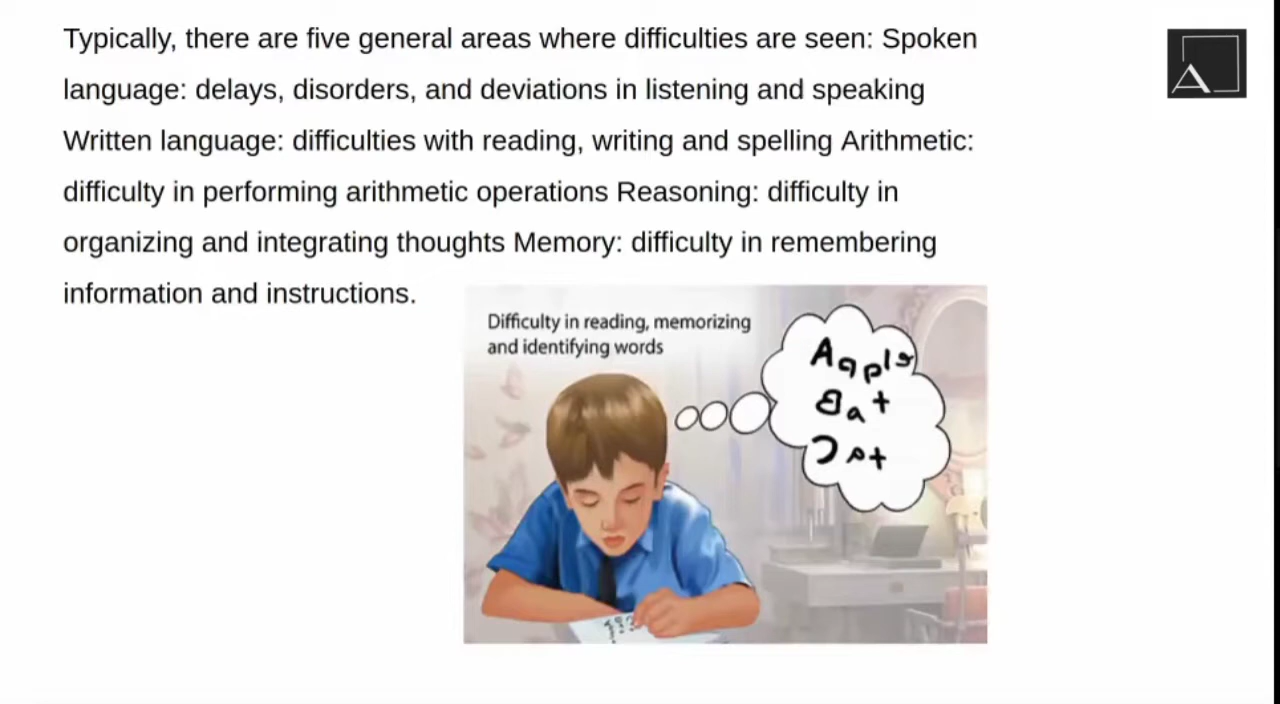 Typically, there are five general areas where difficulties are seen: Spoken
language: delays, disorders, and deviations in listening and speaking
Written language: difficulties with reading, writing and spelling Arithmetic:
difficulty in performing arithmetic operations Reasoning: difficulty in
organizing and integrating thoughts Memory: difficulty in remembering
information and instructions.
A
Difficulty in reading, memorizing
and identifying words
Bat